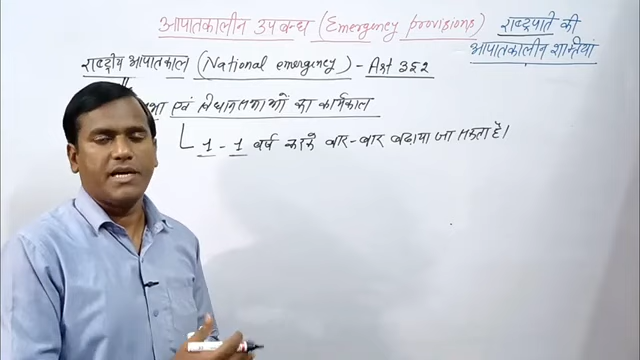 आपातकालीन उपबन्ध (Emergency provisions)
राष्ट्रपति की
आपातकालीन शक्तियां
राष्ट्रीय आपातकाल (National emergency) - Art 352
एवं विधानसभाओं का कार्यकाल
1 - 1 वर्ष करके बार-बार बढ़ाया जा सकता है।